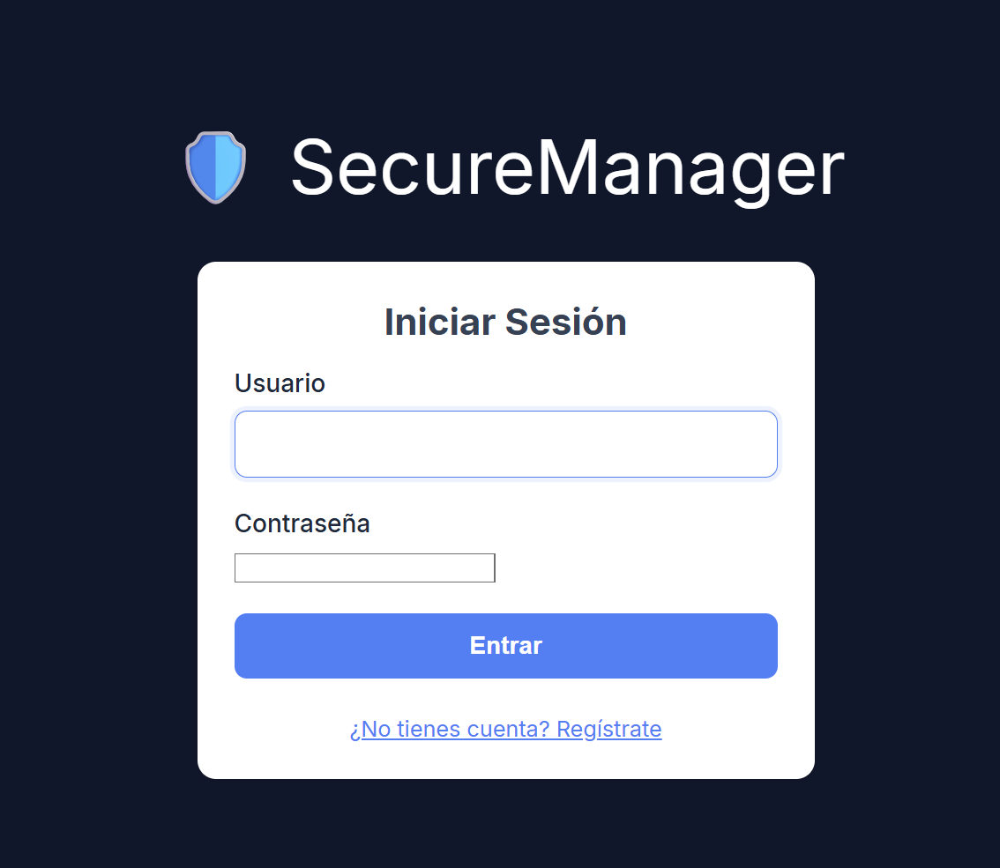 SecureManager
Iniciar Sesión
Usuario
Contraseña
Entrar
¿No tienes cuenta? Regístrate